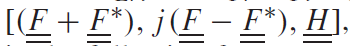 [(F + F*), j(F − F*), H],